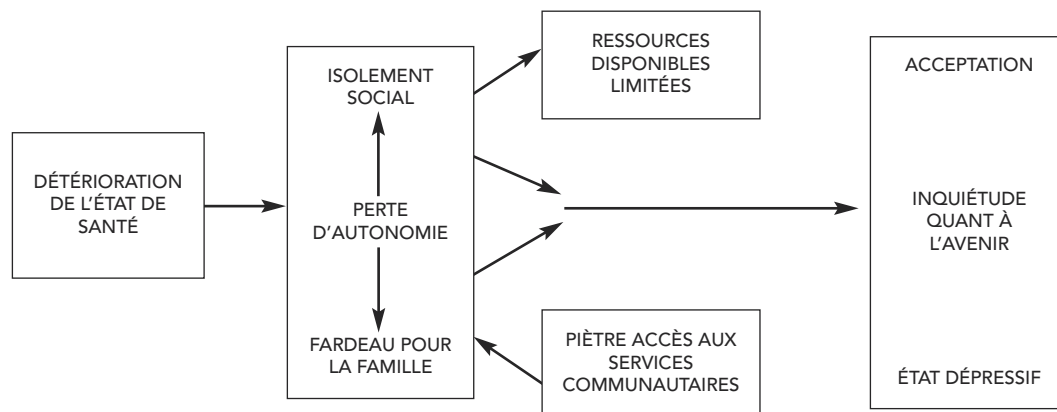 DÉTÉRIORATION
DE L'ÉTAT DE
SANTÉ
ISOLEMENT
SOCIAL
PERTE
D'AUTONOMIE
FARDEAU POUR
LA FAMILLE
RESSOURCES
DISPONIBLES
LIMITÉES
PIÈTRE ACCÈS AUX
SERVICES
COMMUNAUTAIRES
ACCEPTATION
INQUIÉTUDE
QUANT À
L'AVENIR
ÉTAT DÉPRESSIF